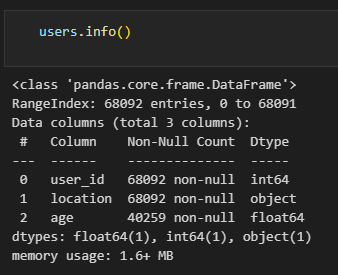 users.info()
<class 'pandas.core.frame.DataFrame'>
RangeIndex: 68092 entries, 0 to 68091
Data columns (total 3 columns):
 #   Column    Non-Null Count  Dtype
---  ------    --------------  -----
 0   user_id   68092 non-null  int64
 1   location  68092 non-null  object
 2   age       40259 non-null  float64
dtypes: float64(1), int64(1), object(1)
memory usage: 1.6+ MB